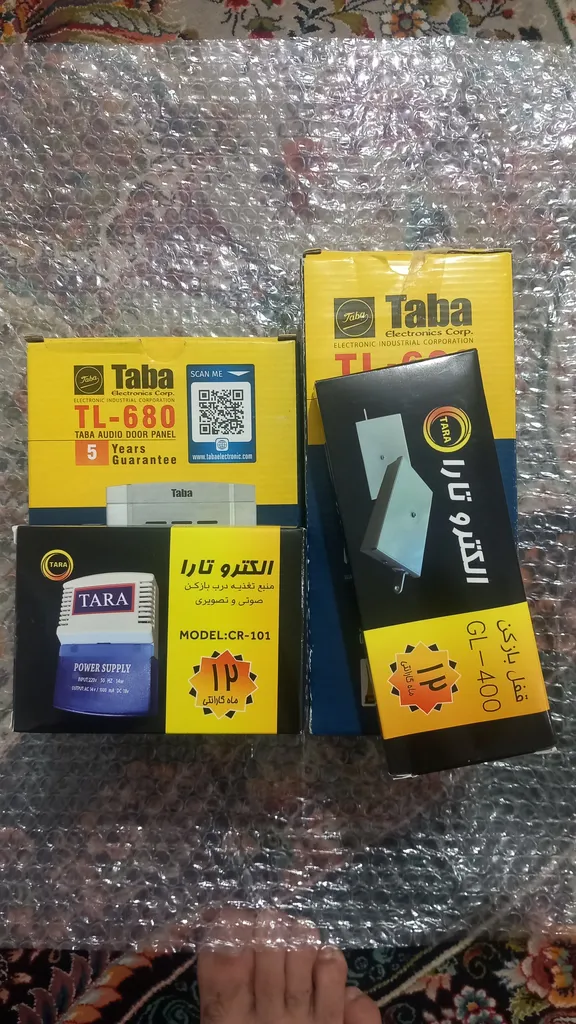 Taba
Taba
Electronics Corp.
ELECTRONIC INDUSTRIAL CORPORATION
TL-680
TABA AUDIO DOOR PANEL
5 Years
Guarantee
SCAN ME
www.tabaelectronic.com
Taba
Taba
Taba
Electronics Corp.
ELECTRONIC INDUSTRIAL CORPORATION
TARA
الکترو تارا
منبع تغذیه درب بازکن
صوتی و تصویری
MODEL:CR-101
۱۲
ماه گارانتی
TARA
POWER SUPPLY
TARA
الکترو تارا
قفل بازکن
GL-400
۱۲
ماه گارانتی